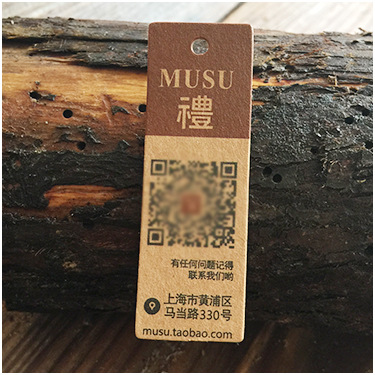 MUSU
禮
有任何问题记得
联系我们哟
上海市黄浦区
马当路330号
musu.taobao.com